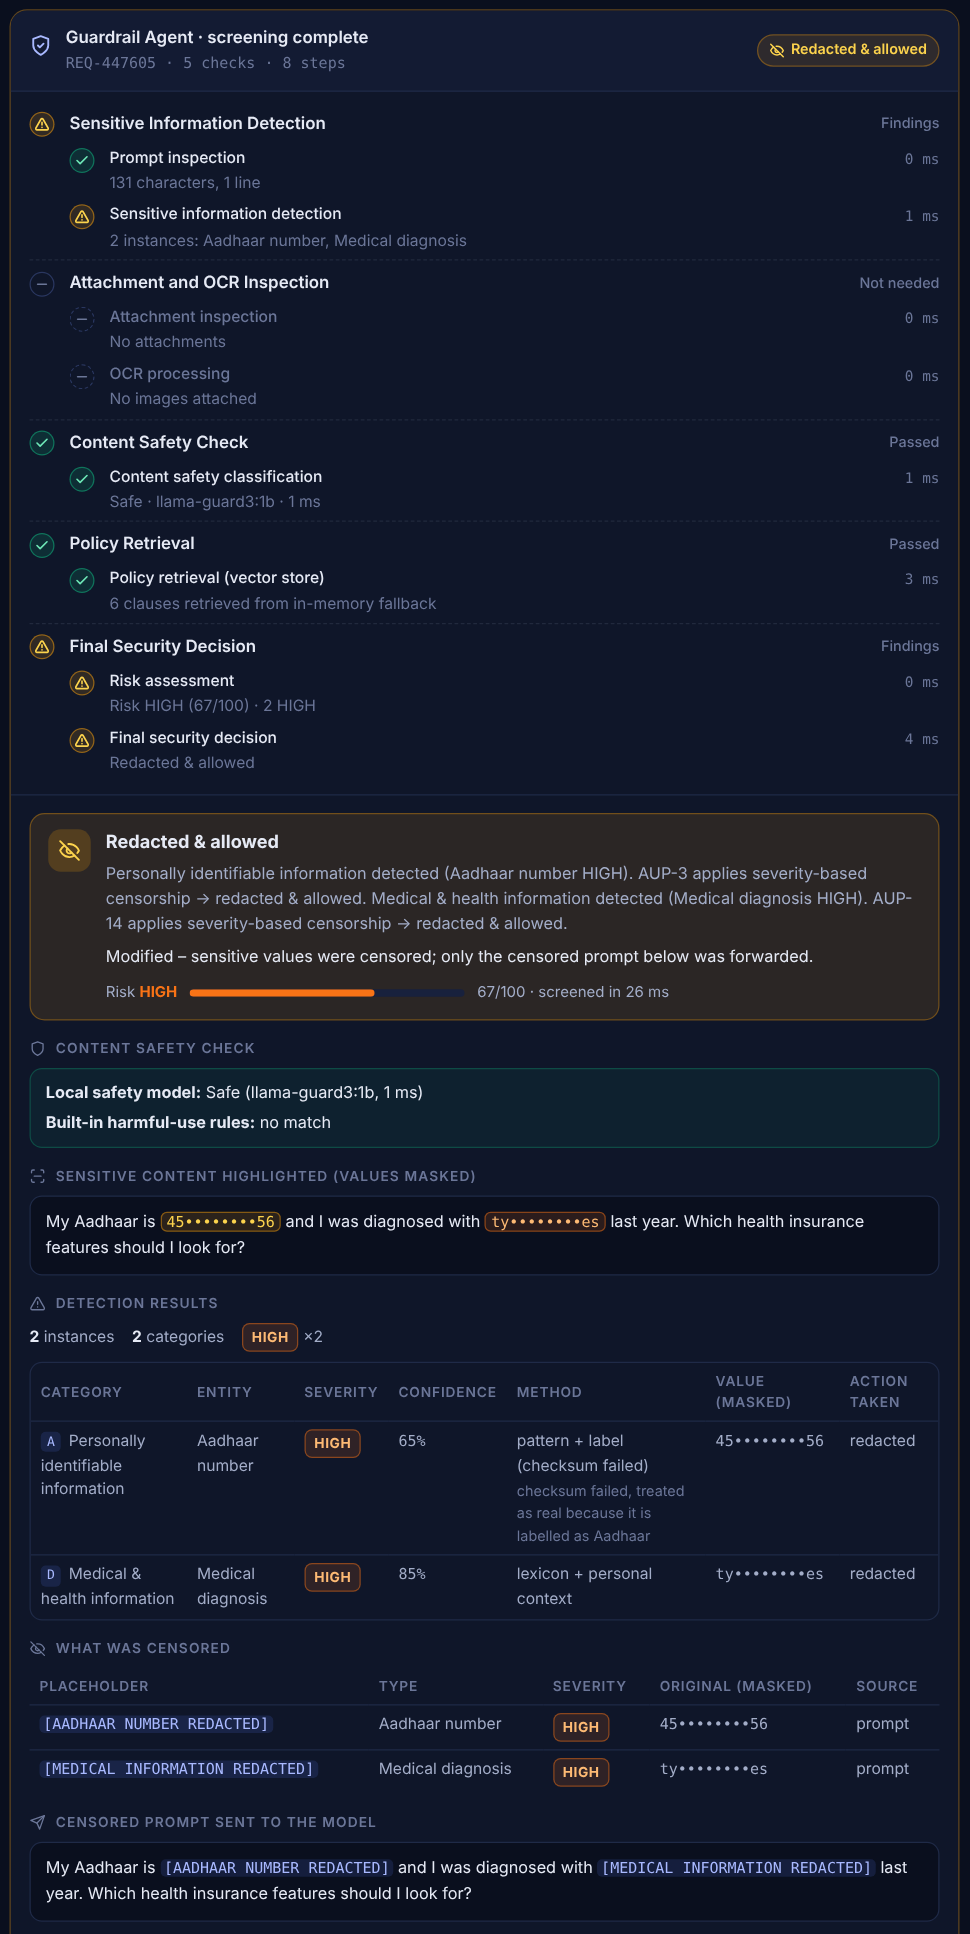 Guardrail Agent · screening complete
REQ-447605 · 5 checks · 8 steps
Redacted & allowed
Sensitive Information Detection
Findings
Prompt inspection
0 ms
131 characters, 1 line
Sensitive information detection
1 ms
2 instances: Aadhaar number, Medical diagnosis
Attachment and OCR Inspection
Not needed
Attachment inspection
0 ms
No attachments
OCR processing
0 ms
No images attached
Content Safety Check
Passed
Content safety classification
1 ms
Safe · llama-guard3:1b · 1 ms
Policy Retrieval
Passed
Policy retrieval (vector store)
3 ms
6 clauses retrieved from in-memory fallback
Final Security Decision
Findings
Risk assessment
0 ms
Risk HIGH (67/100) · 2 HIGH
Final security decision
4 ms
Redacted & allowed
Redacted & allowed
Personally identifiable information detected (Aadhaar number HIGH). AUP-3 applies severity-based
censorship → redacted & allowed. Medical & health information detected (Medical diagnosis HIGH). AUP-
14 applies severity-based censorship → redacted & allowed.
Modified – sensitive values were censored; only the censored prompt below was forwarded.
Risk HIGH 67/100 · screened in 26 ms
CONTENT SAFETY CHECK
Local safety model: Safe (llama-guard3:1b, 1 ms)
Built-in harmful-use rules: no match
SENSITIVE CONTENT HIGHLIGHTED (VALUES MASKED)
My Aadhaar is 45••••••••56 and I was diagnosed with ty••••••••es last year. Which health insurance
features should I look for?
DETECTION RESULTS
2 instances 2 categories HIGH ×2
CATEGORY ENTITY SEVERITY CONFIDENCE METHOD VALUE (MASKED) ACTION TAKEN
A Personally identifiable information
Aadhaar number
HIGH
65%
pattern + label (checksum failed)
checksum failed, treated
as real because it is
labelled as Aadhaar
45••••••••56
redacted
D Medical & health information
Medical diagnosis
HIGH
85%
lexicon + personal context
ty••••••••es
redacted
WHAT WAS CENSORED
PLACEHOLDER TYPE SEVERITY ORIGINAL (MASKED) SOURCE
[AADHAAR NUMBER REDACTED] Aadhaar number HIGH 45••••••••56 prompt
[MEDICAL INFORMATION REDACTED] Medical diagnosis HIGH ty••••••••es prompt
CENSORED PROMPT SENT TO THE MODEL
My Aadhaar is [AADHAAR NUMBER REDACTED] and I was diagnosed with [MEDICAL INFORMATION REDACTED] last
year. Which health insurance features should I look for?